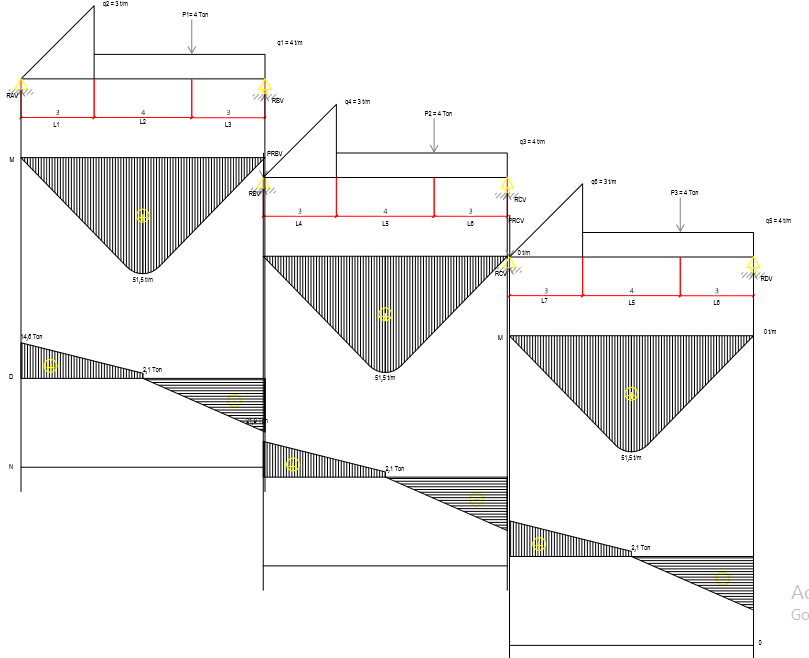 q2 = 3 t/m
P1= 4 Ton
q1 = 4 t/m
RAV
RBV
3
4
3
L1
L2
L3
M
PRBV
51,5 t/m
14,6 Ton
2,1 Ton
D
N
q4 = 3 t/m
P2 = 4 Ton
q3 = 4 t/m
RBV
RCV
3
4
3
L4
L5
L6
PRCV
0 t/m
51,5 t/m
2,1 Ton
q6 = 3 t/m
P3 = 4 Ton
q5 = 4 t/m
RCV
RDV
3
4
3
L7
L5
L6
M
0 t/m
51,5 t/m
2,1 Ton
0
Ac
Go